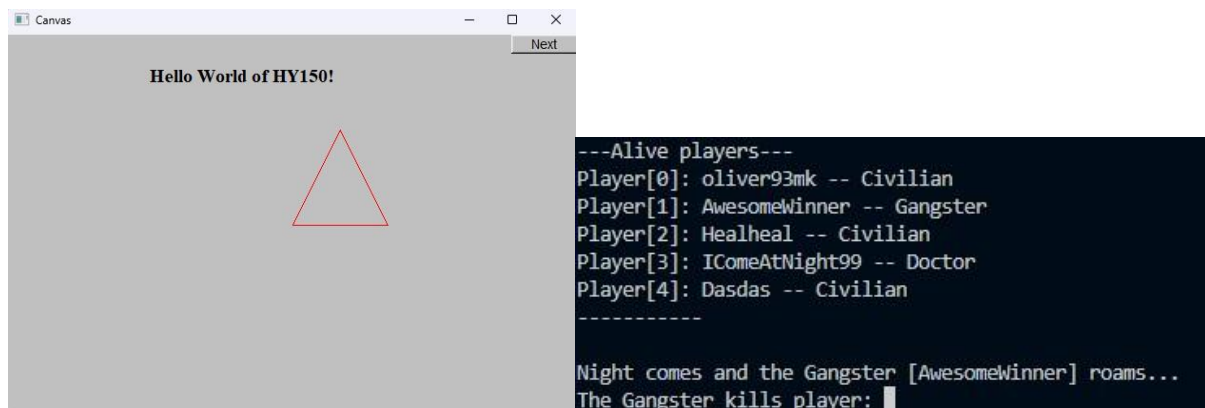 Canvas
Next
Hello World of HY150!
---Alive players---
Player[0]: oliver93mk -- Civilian
Player[1]: AwesomeWinner -- Gangster
Player[2]: Healheal -- Civilian
Player[3]: IComeAtNight99 -- Doctor
Player[4]: Dasdas -- Civilian
-----------
Night comes and the Gangster [AwesomeWinner] roams...
The Gangster kills player: